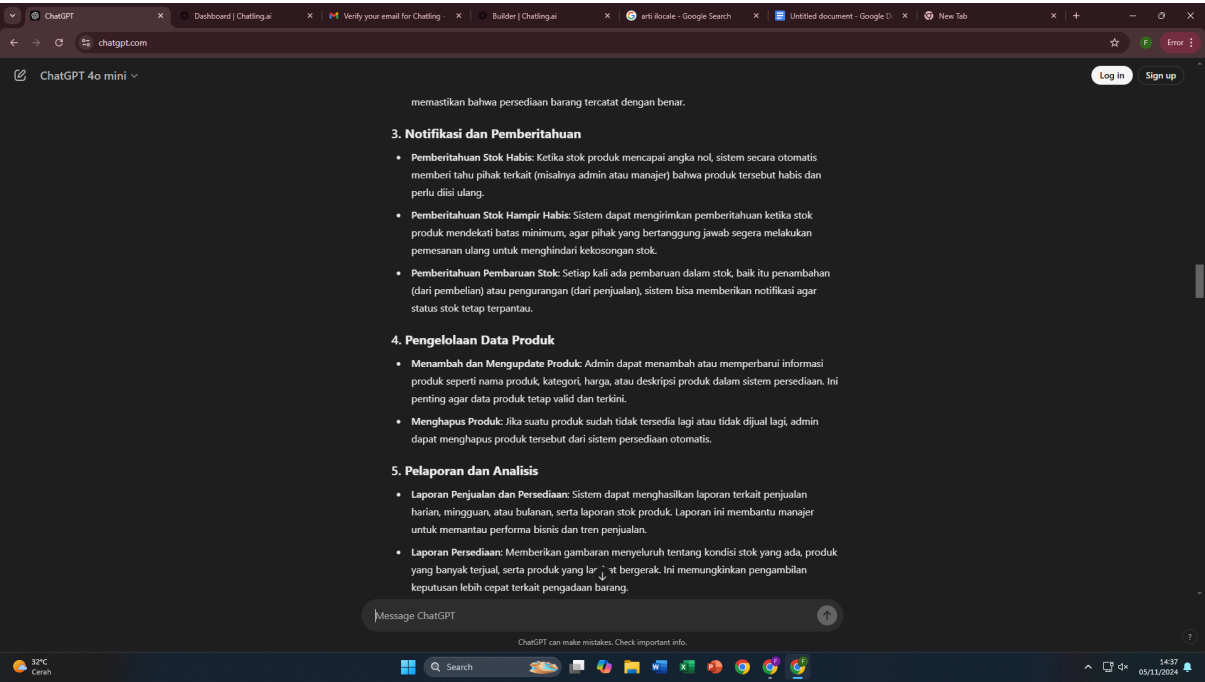 ChatGPT
Dashboard | Chatling.ai
Verify your email for Chatling -
Builder | Chatling.ai
arti ilocale - Google Search
Untitled document - Google D
New Tab
chatgpt.com
F
Error
ChatGPT 4o mini
Log in
Sign up
memastikan bahwa persediaan barang tercatat dengan benar.
3. Notifikasi dan Pemberitahuan
• Pemberitahuan Stok Habis: Ketika stok produk mencapai angka nol, sistem secara otomatis
memberi tahu pihak terkait (misalnya admin atau manajer) bahwa produk tersebut habis dan
perlu diisi ulang.
• Pemberitahuan Stok Hampir Habis: Sistem dapat mengirimkan pemberitahuan ketika stok
produk mendekati batas minimum, agar pihak yang bertanggung jawab segera melakukan
pemesanan ulang untuk menghindari kekosongan stok.
• Pemberitahuan Pembaruan Stok: Setiap kali ada pembaruan dalam stok, baik itu penambahan
(dari pembelian) atau pengurangan (dari penjualan), sistem bisa memberikan notifikasi agar
status stok tetap terpantau.
4. Pengelolaan Data Produk
• Menambah dan Mengupdate Produk: Admin dapat menambah atau memperbarui informasi
produk seperti nama produk, kategori, harga, atau deskripsi produk dalam sistem persediaan. Ini
penting agar data produk tetap valid dan terkini.
• Menghapus Produk: Jika suatu produk sudah tidak tersedia lagi atau tidak dijual lagi, admin
dapat menghapus produk tersebut dari sistem persediaan otomatis.
5. Pelaporan dan Analisis
• Laporan Penjualan dan Persediaan: Sistem dapat menghasilkan laporan terkait penjualan
harian, mingguan, atau bulanan, serta laporan stok produk. Laporan ini membantu manajer
untuk memantau performa bisnis dan tren penjualan.
• Laporan Persediaan: Memberikan gambaran menyeluruh tentang kondisi stok yang ada, produk
yang banyak terjual, serta produk yang bergerak. Ini memungkinkan pengambilan
keputusan lebih cepat terkait pengadaan barang.
Message ChatGPT
ChatGPT can make mistakes. Check important info.
?
32°C
Cerah
Search
14:37
05/11/2024